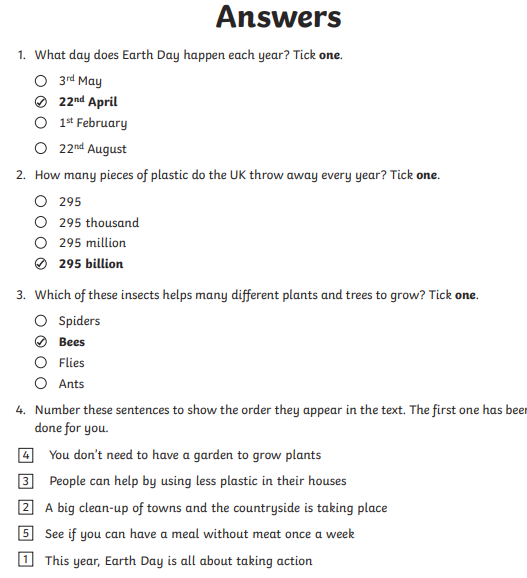 Answers
1. What day does Earth Day happen each year? Tick one.
3rd May
22nd April
1st February
22nd August
2. How many pieces of plastic do the UK throw away every year? Tick one.
295
295 thousand
295 million
295 billion
3. Which of these insects helps many different plants and trees to grow? Tick one.
Spiders
Bees
Flies
Ants
4. Number these sentences to show the order they appear in the text. The first one has been
done for you.
4 You don't need to have a garden to grow plants
3 People can help by using less plastic in their houses
2 A big clean-up of towns and the countryside is taking place
5 See if you can have a meal without meat once a week
1 This year, Earth Day is all about taking action